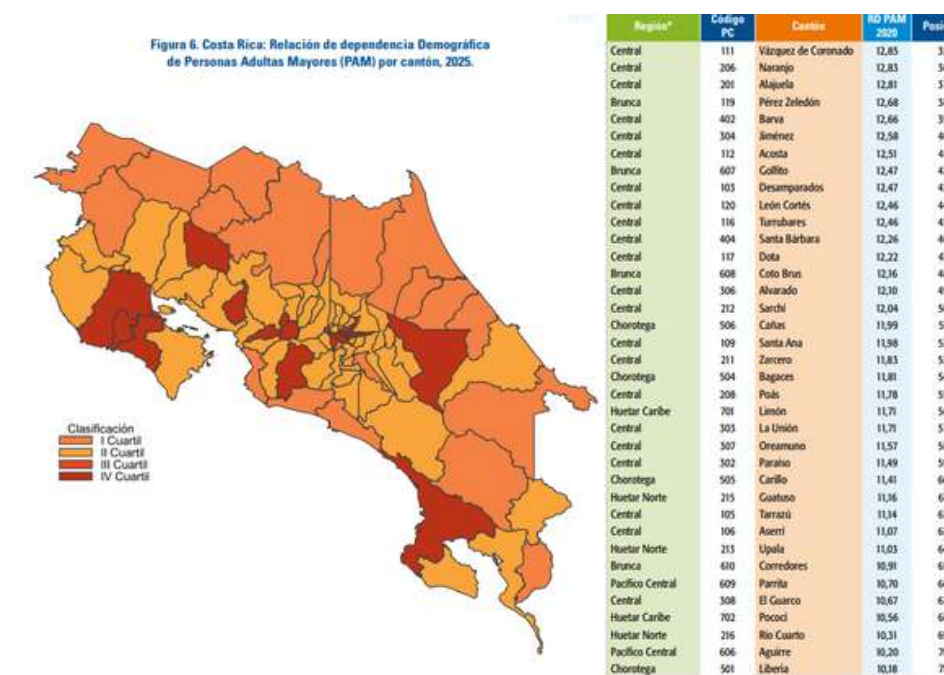 Figura 6. Costa Rica: Relación de dependencia Demográfica
de Personas Adultas Mayores (PAM) por cantón, 2025.
Clasificación
I Cuartil
II Cuartil
III Cuartil
IV Cuartil
Región* Código PC Cantón RD PAM 2020
Central 111 Vázquez de Coronado 12,85
Central 206 Naranjo 12,83
Central 201 Alajuela 12,81
Brunca 119 Pérez Zeledón 12,68
Central 402 Barva 12,66
Central 304 Jiménez 12,58
Central 112 Acosta 12,51
Brunca 607 Golfito 12,47
Central 103 Desamparados 12,47
Central 120 León Cortés 12,46
Central 116 Turrubares 12,46
Central 404 Santa Bárbara 12,26
Central 117 Dota 12,22
Brunca 608 Coto Brus 12,16
Central 306 Alvarado 12,10
Central 212 Sarchí 12,04
Chorotega 506 Cañas 11,99
Central 109 Santa Ana 11,98
Central 211 Zarcero 11,83
Chorotega 504 Bagaces 11,81
Central 208 Poás 11,78
Huetar Caribe 701 Limón 11,71
Central 303 La Unión 11,71
Central 307 Oreamuno 11,57
Central 302 Paraíso 11,49
Chorotega 505 Carillo 11,41
Huetar Norte 215 Guatuso 11,16
Central 105 Tarrazú 11,14
Central 106 Aserrí 11,07
Huetar Norte 213 Upala 11,03
Brunca 610 Corredores 10,91
Pacífico Central 609 Parrita 10,70
Central 308 El Guarco 10,67
Huetar Caribe 702 Pococí 10,56
Huetar Norte 216 Río Cuarto 10,31
Pacífico Central 606 Aguirre 10,20
Chorotega 501 Liberia 10,18